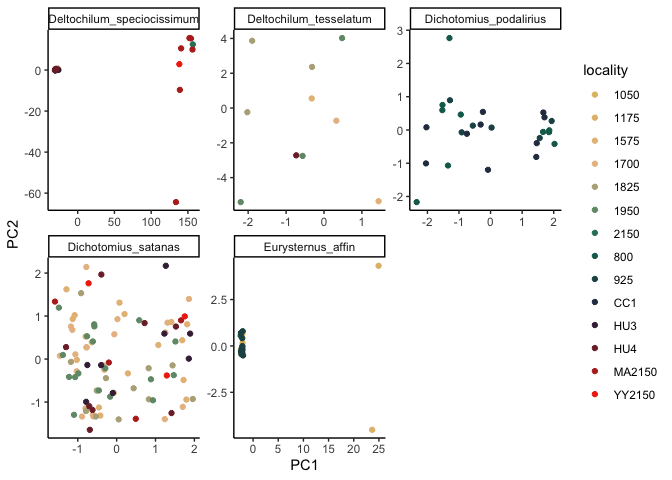 Deltochilum_speciocissimum
Deltochilum_tesselatum
Dichotomius_podalirius
0
-20
-40
-60
0 50 100 150
4
2
0
-2
-4
-2 -1 0 1
3
2
1
0
-1
-2
-2 -1 0 1 2
PC2
Dichotomius_satanas
Eurysternus_affin
2
1
0
-1
-1 0 1 2
2.5
0.0
-2.5
0 5 10 15 20 25
PC1
locality
1050
1175
1575
1700
1825
1950
2150
800
925
CC1
HU3
HU4
MA2150
YY2150